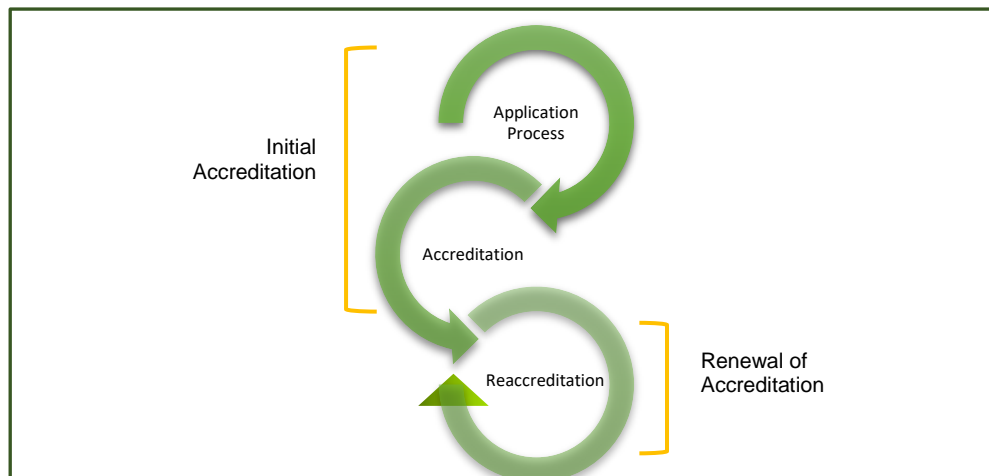 Application
Process
Initial
Accreditation
Accreditation
Reaccreditation
Renewal of
Accreditation